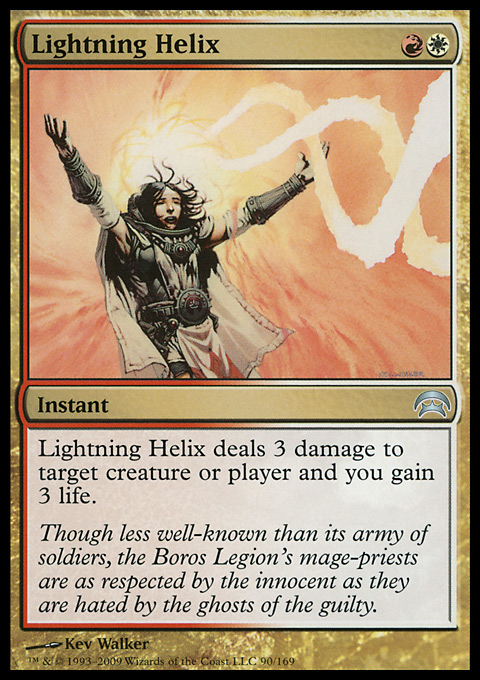 Lightning Helix
Instant
Lightning Helix deals 3 damage to
target creature or player and you gain
3 life.
Though less well-known than its army of
soldiers, the Boros Legion's mage-priests
are as respected by the innocent as they
are hated by the ghosts of the guilty.
Kev Walker
™ & © 1993–2009 Wizards of the Coast LLC 90/169